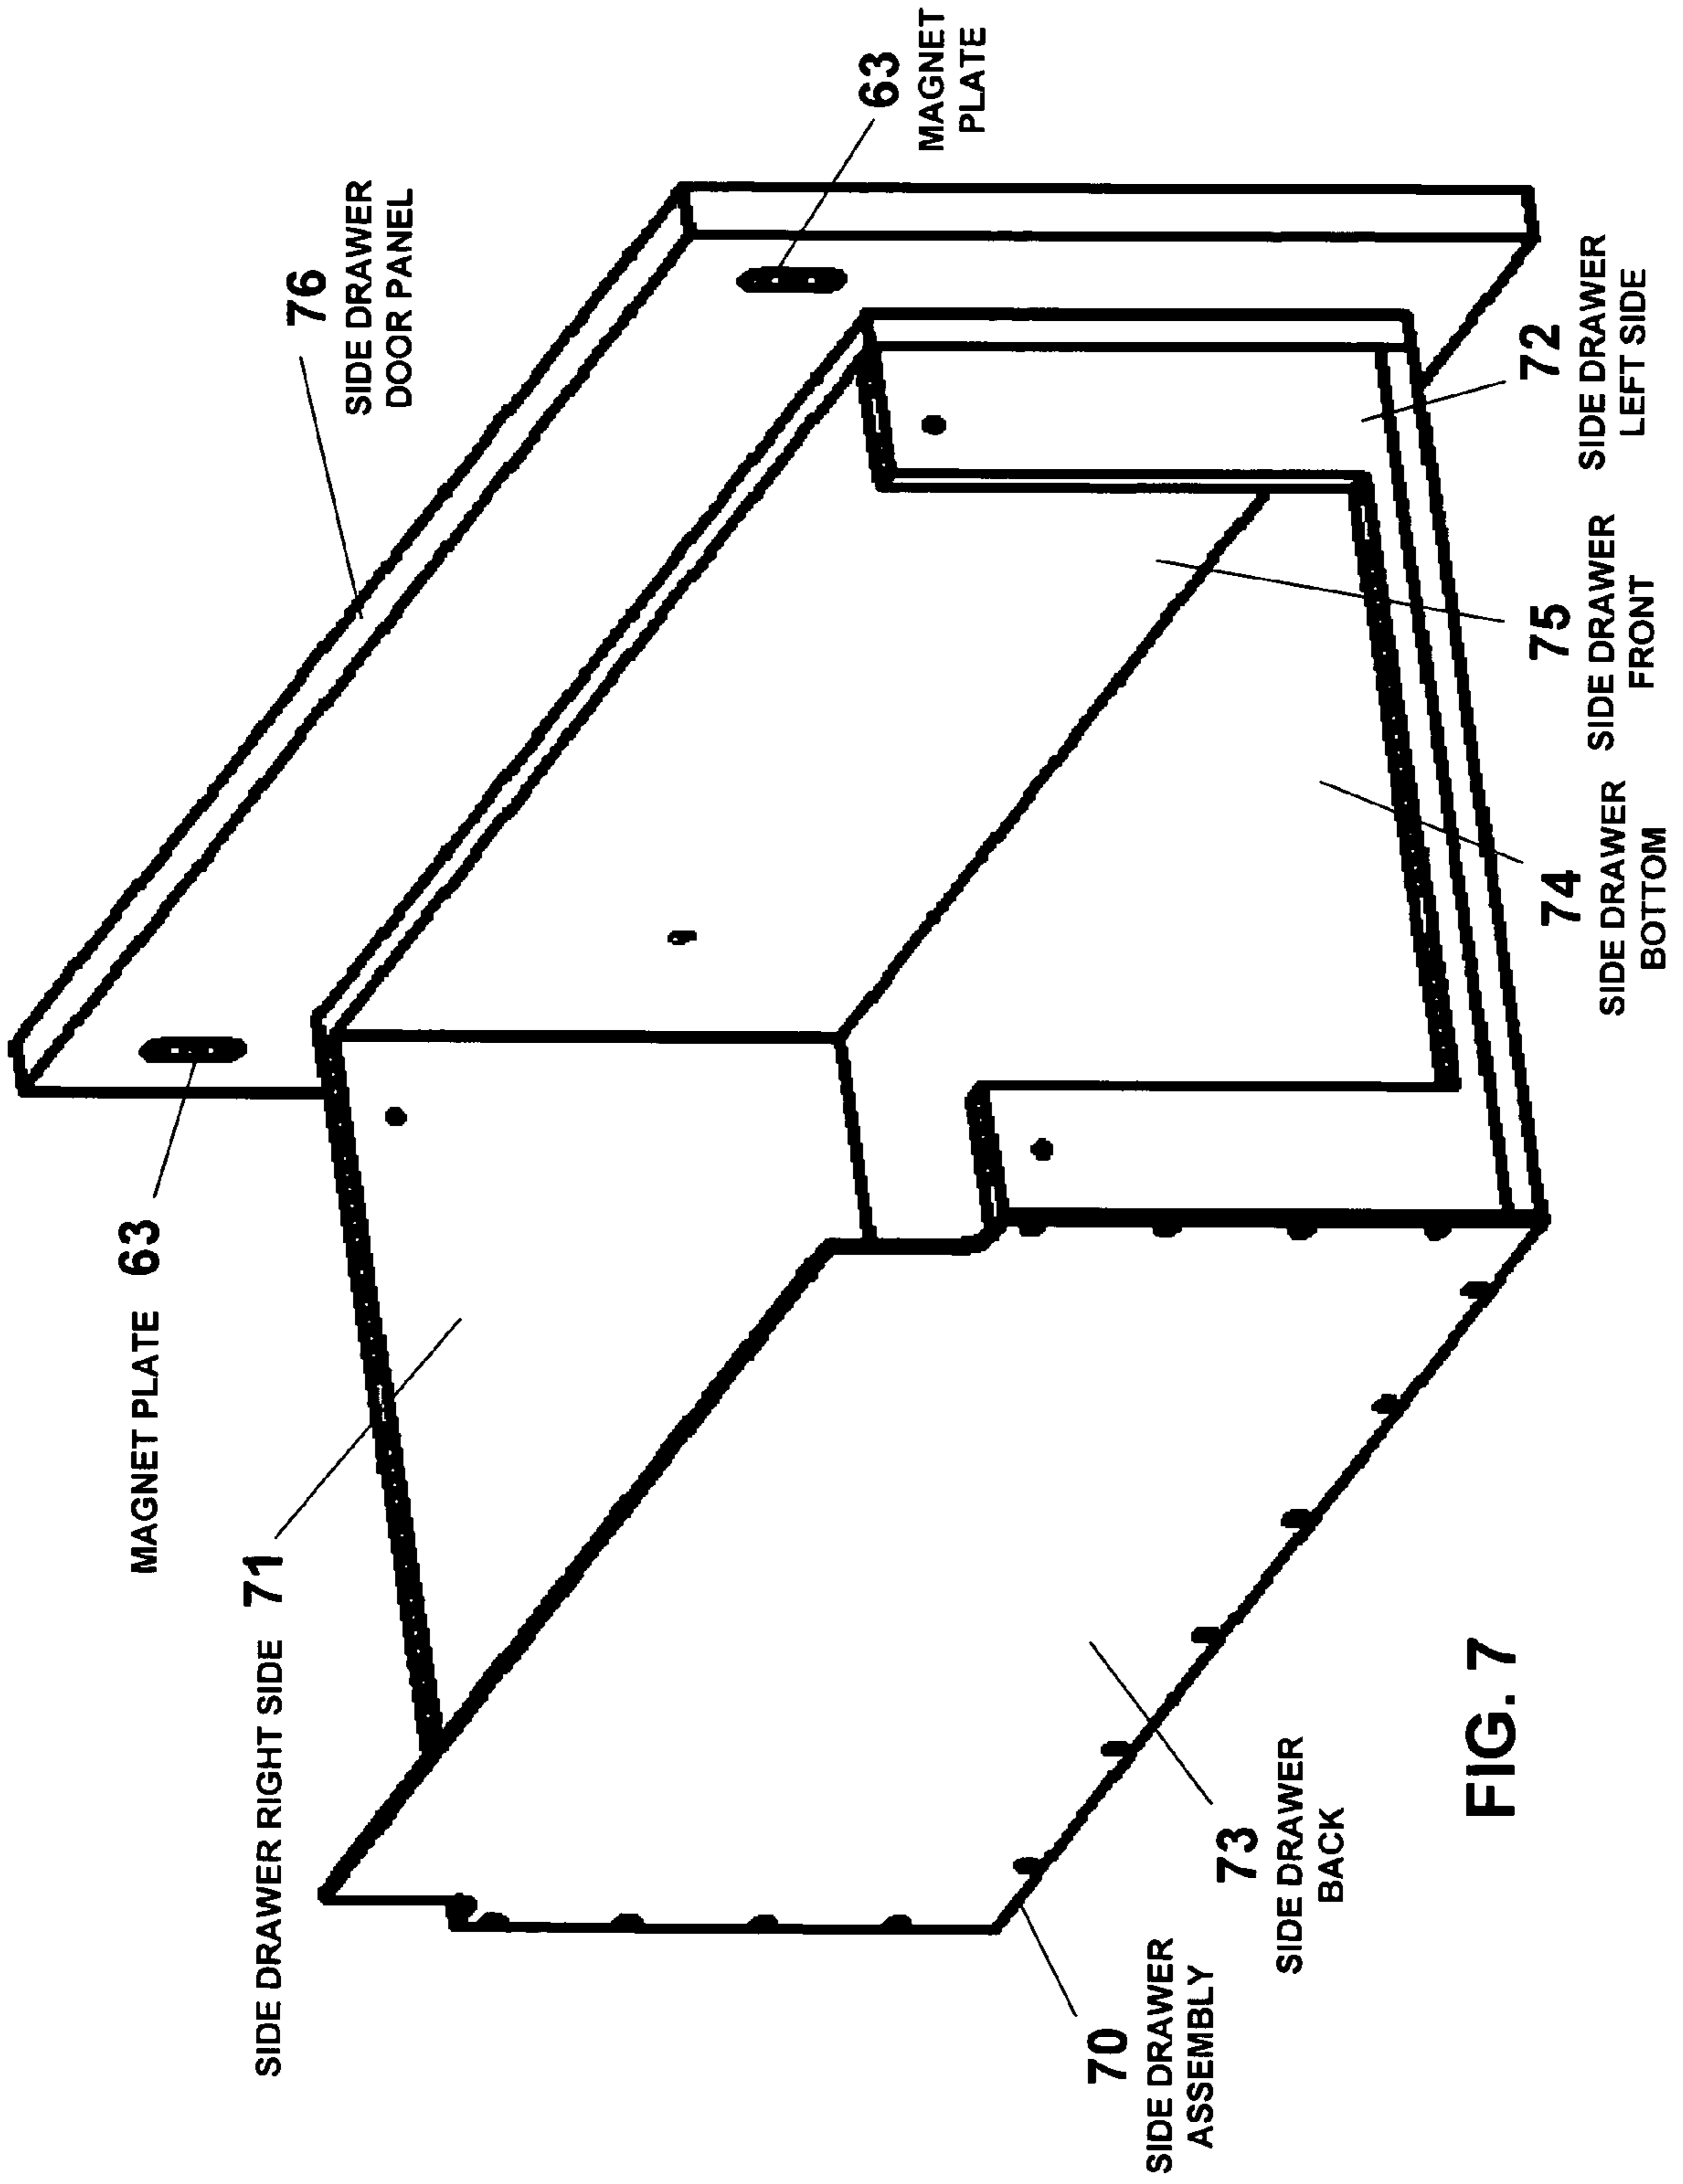 70
SIDE DRAWER
ASSEMBLY
SIDE DRAWER RIGHT SIDE 71
MAGNET PLATE 63
76
SIDE DRAWER
DOOR PANEL
63
MAGNET
PLATE
73
SIDE DRAWER
BACK
74
SIDE DRAWER
BOTTOM
75
SIDE DRAWER
FRONT
72
SIDE DRAWER
LEFT SIDE
FIG. 7